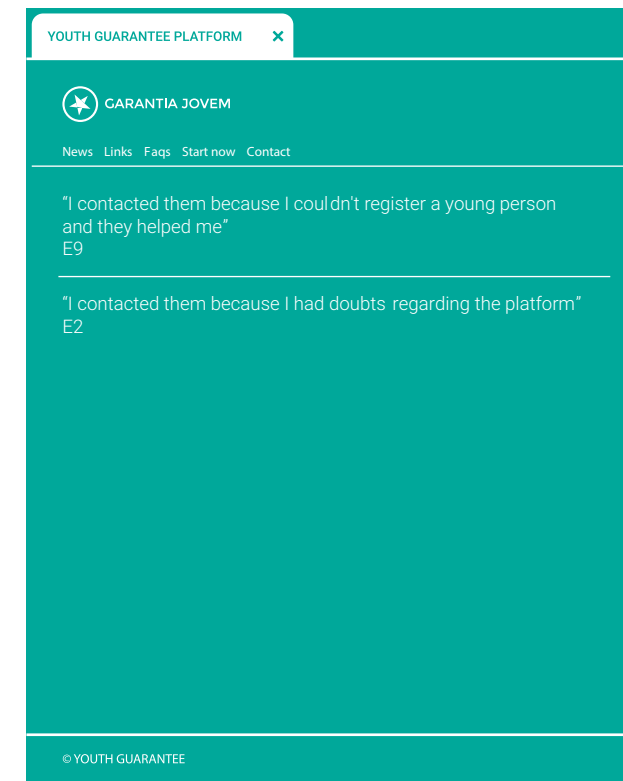 YOUTH GUARANTEE PLATFORM
GARANTIA JOVEM
News Links Faqs Start now Contact
“I contacted them because I couldn't register a young person
and they helped me”
E9
“I contacted them because I had doubts regarding the platform”
E2
© YOUTH GUARANTEE